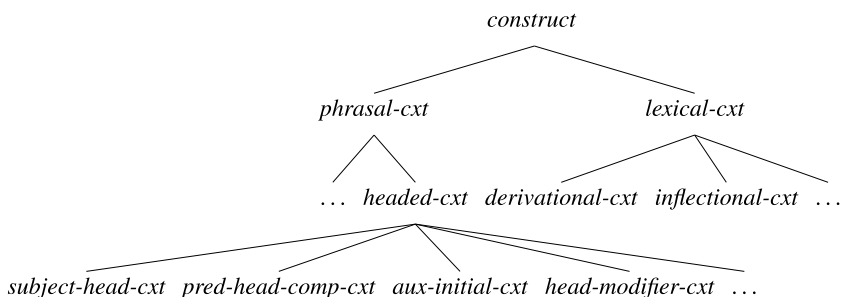 construct
phrasal-cxt lexical-cxt
... headed-cxt derivational-cxt inflectional-cxt ...
subject-head-cxt pred-head-comp-cxt aux-initial-cxt head-modifier-cxt ...